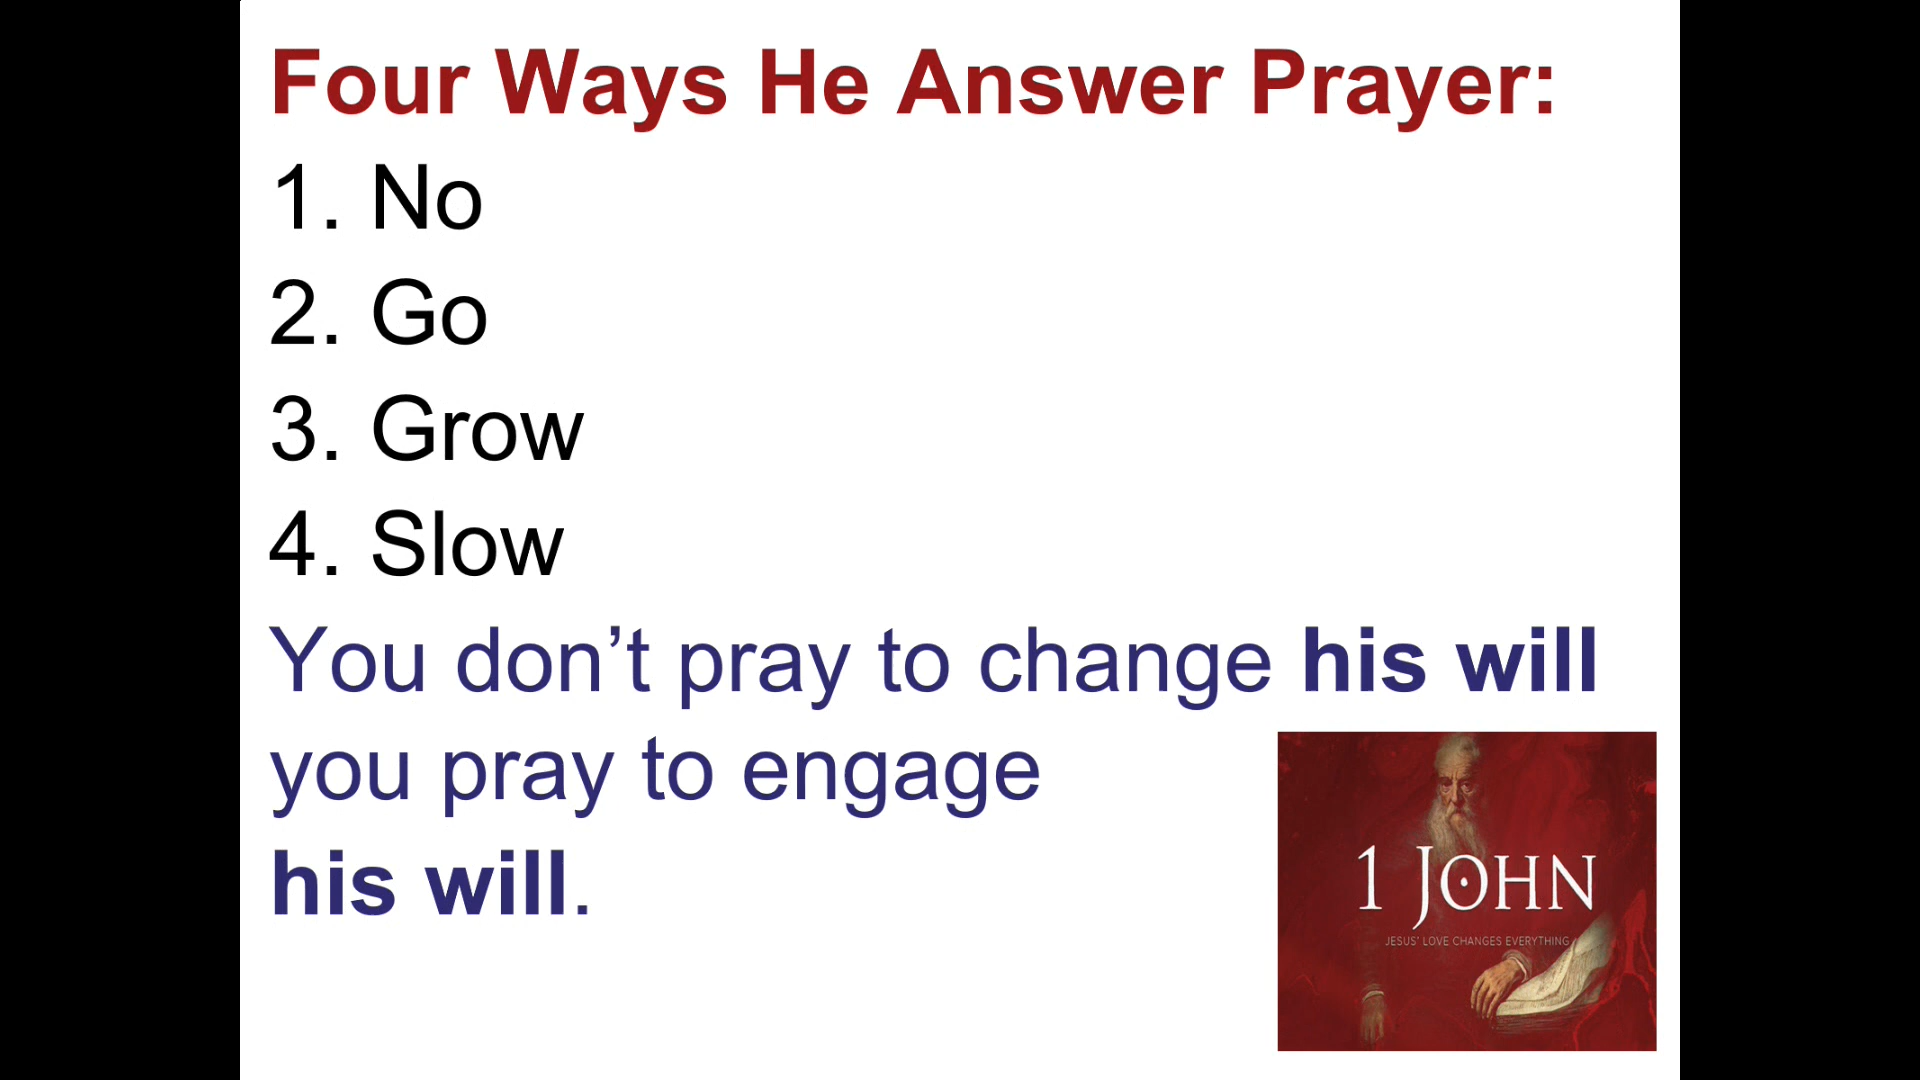 Four Ways He Answer Prayer:
1. No
2. Go
3. Grow
4. Slow
You don’t pray to change his will
you pray to engage
his will.
1 JOHN
JESUS’ LOVE CHANGES EVERYTHING